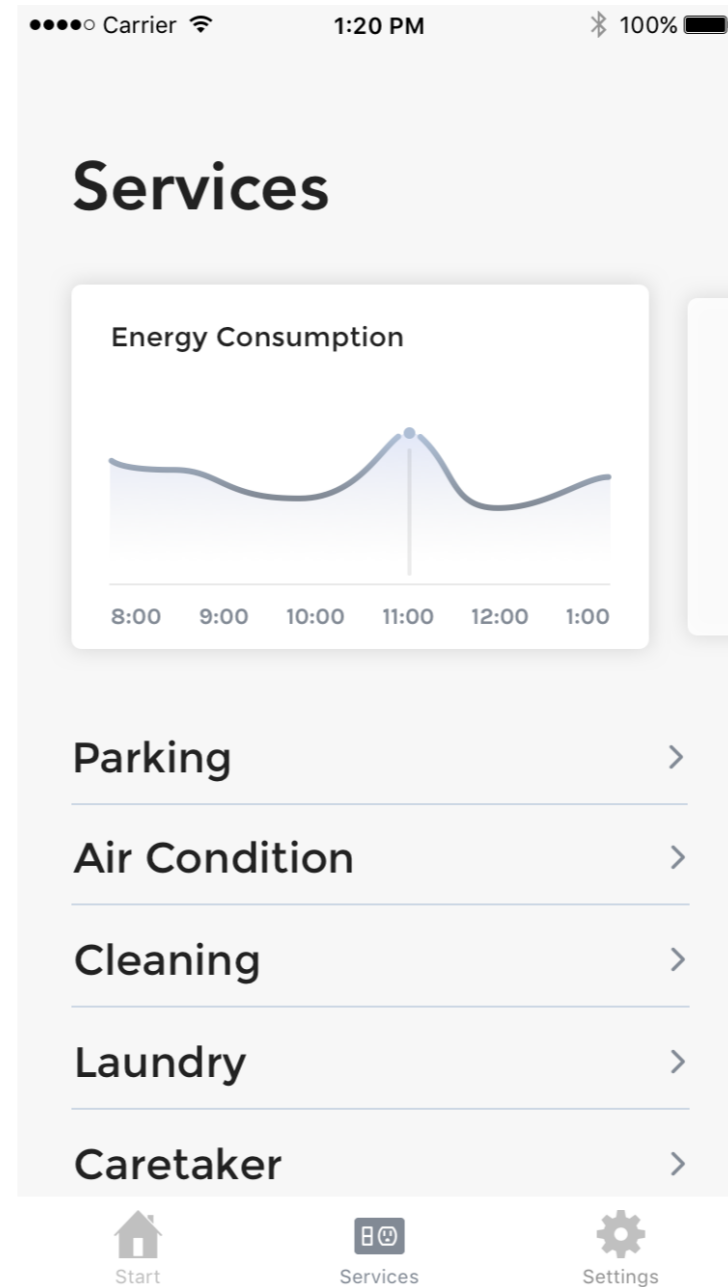 Carrier 1:20 PM 100%
Services
Energy Consumption
8:00 9:00 10:00 11:00 12:00 1:00
Parking
Air Condition
Cleaning
Laundry
Caretaker
Start Services Settings